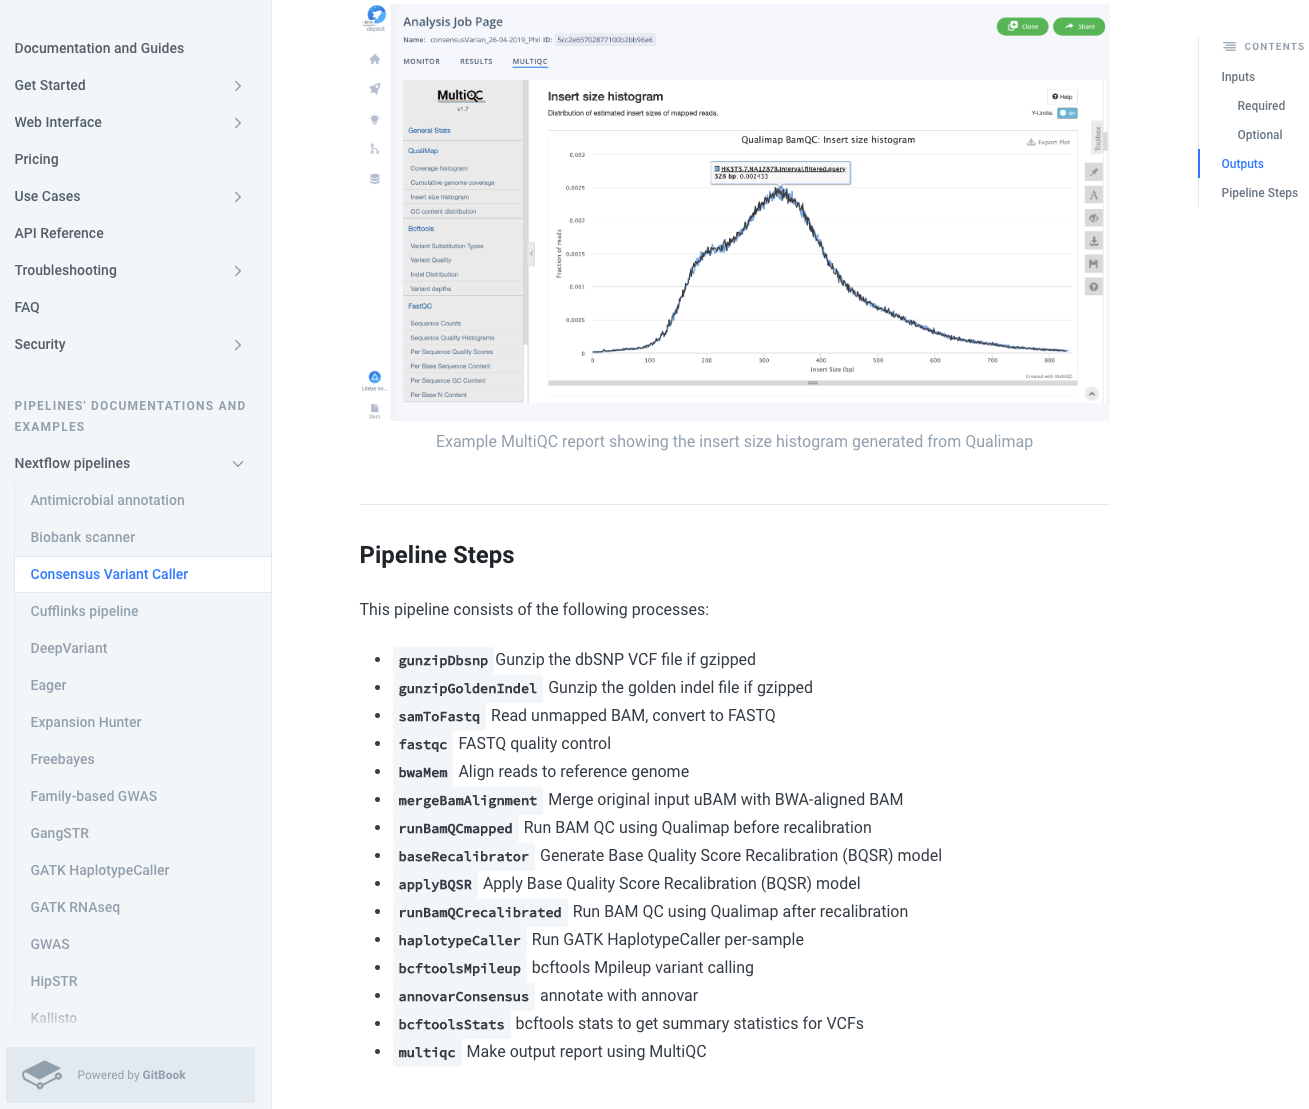 Documentation and Guides
Get Started
Web Interface
Pricing
Use Cases
API Reference
Troubleshooting
FAQ
Security
PIPELINES' DOCUMENTATIONS AND
EXAMPLES
Nextflow pipelines
Antimicrobial annotation
Biobank scanner
Consensus Variant Caller
Cufflinks pipeline
DeepVariant
Eager
Expansion Hunter
Freebayes
Family-based GWAS
GangSTR
GATK HaplotypeCaller
GATK RNAseq
GWAS
HipSTR
Kallisto
Powered by GitBook
deploit
Analysis Job Page
Name: consensusVarian_26-04-2019_Phil ID: 5cc2e65702877100b2bb96e6
Clone
Share
MONITOR RESULTS MULTIQC
MultiQC
v1.7
General Stats
QualiMap
Coverage histogram
Cumulative genome coverage
Insert size histogram
GC content distribution
Bcftools
Variant Substitution Types
Variant Quality
Indel Distribution
Variant depths
FastQC
Sequence Counts
Sequence Quality Histograms
Per Sequence Quality Scores
Per Base Sequence Content
Per Sequence GC Content
Per Base N Content
Docs
Insert size histogram
Help
Distribution of estimated insert sizes of mapped reads.
Y-Limits: on
Toolbox
Qualimap BamQC: Insert size histogram
Export Plot
HK3T5.7.NA12878.interval.filtered.query
328 bp: 0.002433
0.003
0.0025
0.002
0.0015
0.001
0.0005
0
Fraction of reads
0 100 200 300 400 500 600 700 800
Insert Size (bp)
Created with MultiQC
Example MultiQC report showing the insert size histogram generated from Qualimap
Pipeline Steps
This pipeline consists of the following processes:
gunzipDbsnp Gunzip the dbSNP VCF file if gzipped
gunzipGoldenIndel Gunzip the golden indel file if gzipped
samToFastq Read unmapped BAM, convert to FASTQ
fastqc FASTQ quality control
bwaMem Align reads to reference genome
mergeBamAlignment Merge original input uBAM with BWA-aligned BAM
runBamQCmapped Run BAM QC using Qualimap before recalibration
baseRecalibrator Generate Base Quality Score Recalibration (BQSR) model
applyBQSR Apply Base Quality Score Recalibration (BQSR) model
runBamQCrecalibrated Run BAM QC using Qualimap after recalibration
haplotypeCaller Run GATK HaplotypeCaller per-sample
bcftoolsMpileup bcftools Mpileup variant calling
annovarConsensus annotate with annovar
bcftoolsStats bcftools stats to get summary statistics for VCFs
multiqc Make output report using MultiQC
CONTENTS
Inputs
Required
Optional
Outputs
Pipeline Steps